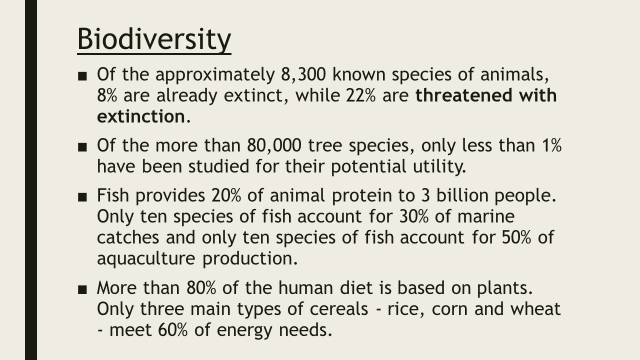 Biodiversity
■ Of the approximately 8,300 known species of animals,
8% are already extinct, while 22% are threatened with
extinction.
■ Of the more than 80,000 tree species, only less than 1%
have been studied for their potential utility.
■ Fish provides 20% of animal protein to 3 billion people.
Only ten species of fish account for 30% of marine
catches and only ten species of fish account for 50% of
aquaculture production.
■ More than 80% of the human diet is based on plants.
Only three main types of cereals - rice, corn and wheat
- meet 60% of energy needs.